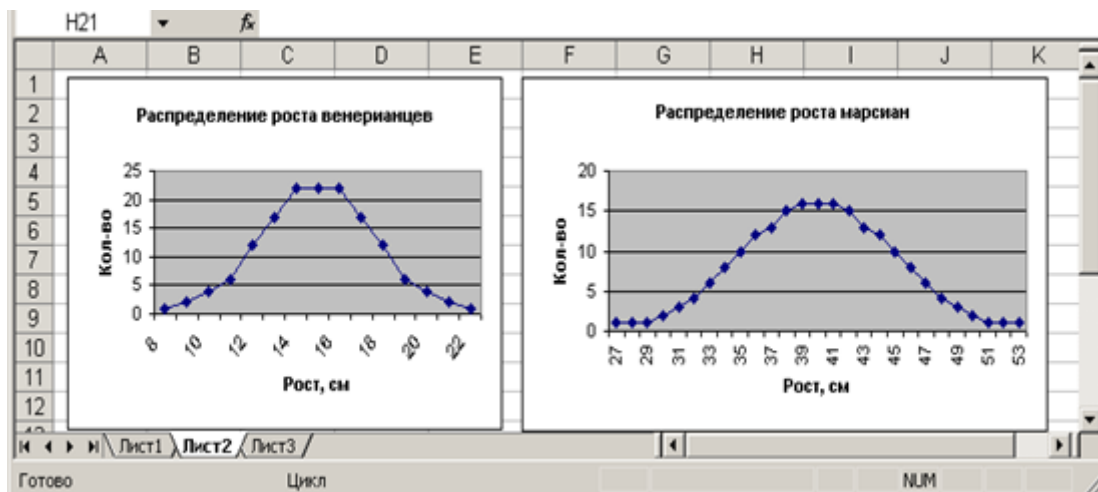 H21 fx
A B C D E F G H I J K
1
2
3
4
5
6
7
8
9
10
11
12
Распределение роста венерианцев
Кол-во
25
20
15
10
5
0
8 10 12 14 16 18 20 22
Рост, см
Распределение роста марсиан
Кол-во
20
15
10
5
0
27 29 31 33 35 37 39 41 43 45 47 49 51 53
Рост, см
Лист1 Лист2 Лист3
Готово Цикл NUM